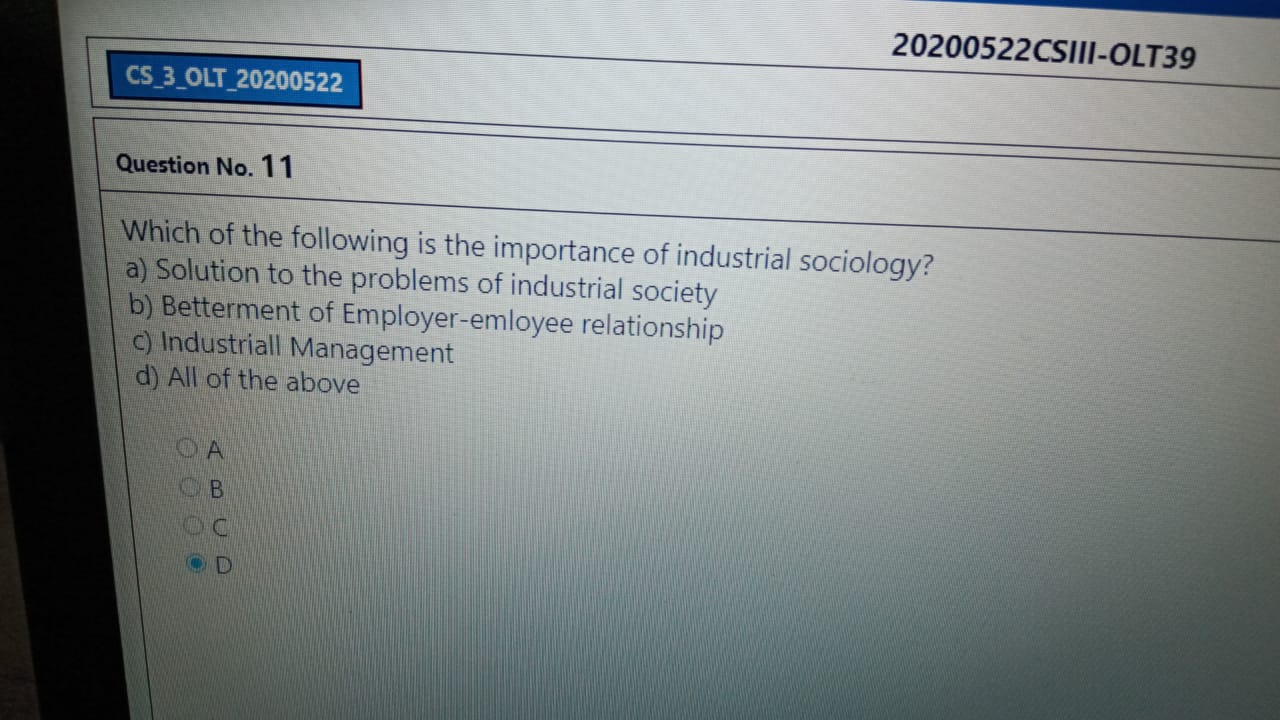 20200522CSIII-OLT39
CS_3_OLT_20200522
Question No. 11
Which of the following is the importance of industrial sociology?
a) Solution to the problems of industrial society
b) Betterment of Employer-emloyee relationship
c) Industriall Management
d) All of the above
A
B
C
D